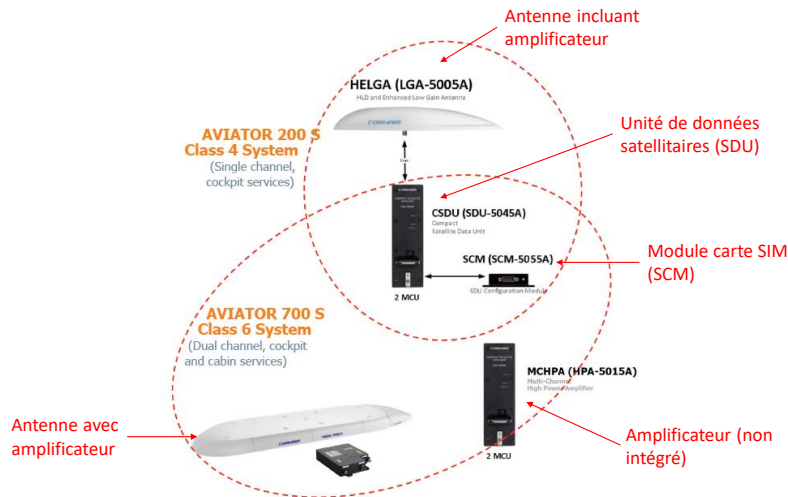 Antenne incluant
amplificateur
HELGA (LGA-5005A)
HLD and Enhanced Low Gain Antenna
COBHAM
AVIATOR 200 S
Class 4 System
(Single channel,
cockpit services)
Unité de données
satellitaires (SDU)
CSDU (SDU-5045A)
Compact
Satellite Data Unit
SCM (SCM-5055A)
SDU Configuration Module
2 MCU
Module carte SIM
(SCM)
AVIATOR 700 S
Class 6 System
(Dual channel, cockpit
and cabin services)
MCHPA (HPA-5015A)
Multi-Channel
High Power Amplifier
2 MCU
Antenne avec
amplificateur
COBHAM
Amplificateur (non
intégré)